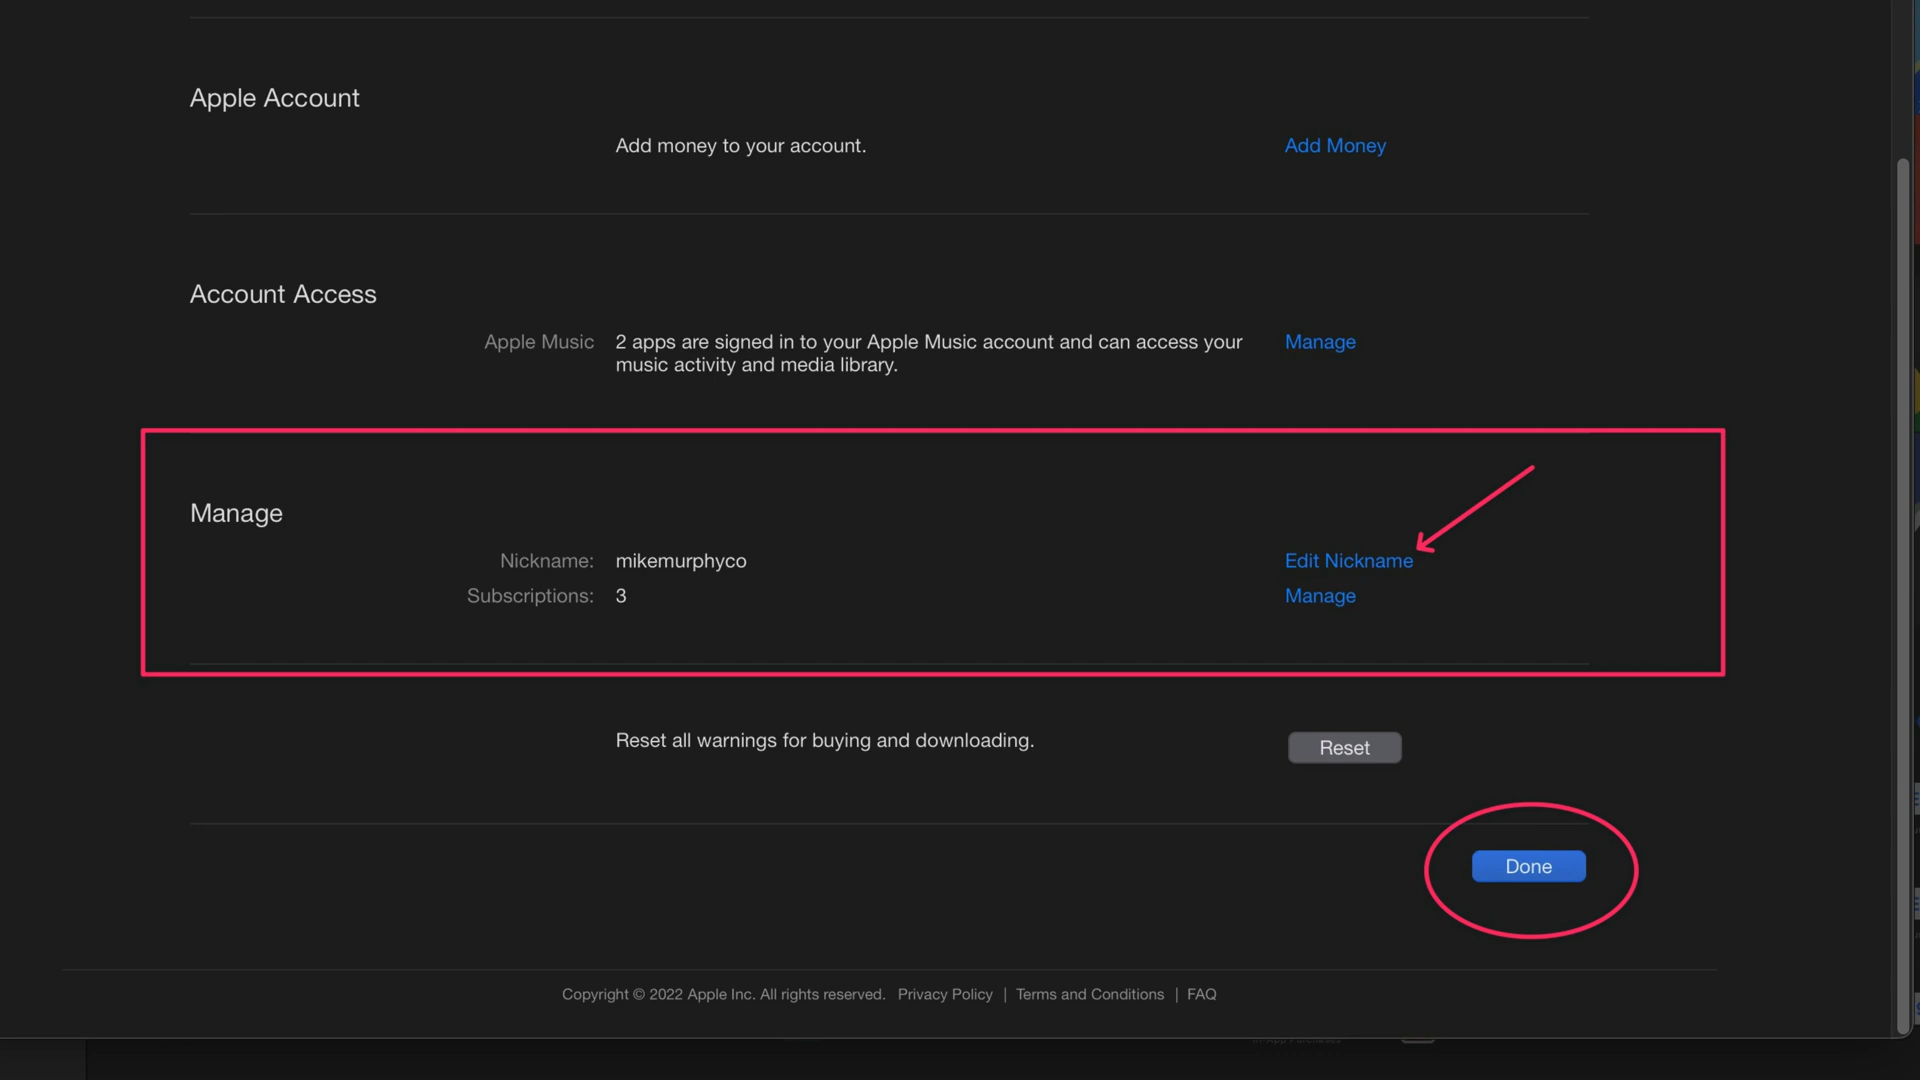 Apple Account
Add money to your account. Add Money
Account Access
Apple Music 2 apps are signed in to your Apple Music account and can access your Manage
music activity and media library.
Manage
Nickname: mikemurphyco Edit Nickname
Subscriptions: 3 Manage
Reset all warnings for buying and downloading. Reset
Done
Copyright © 2022 Apple Inc. All rights reserved. Privacy Policy | Terms and Conditions | FAQ